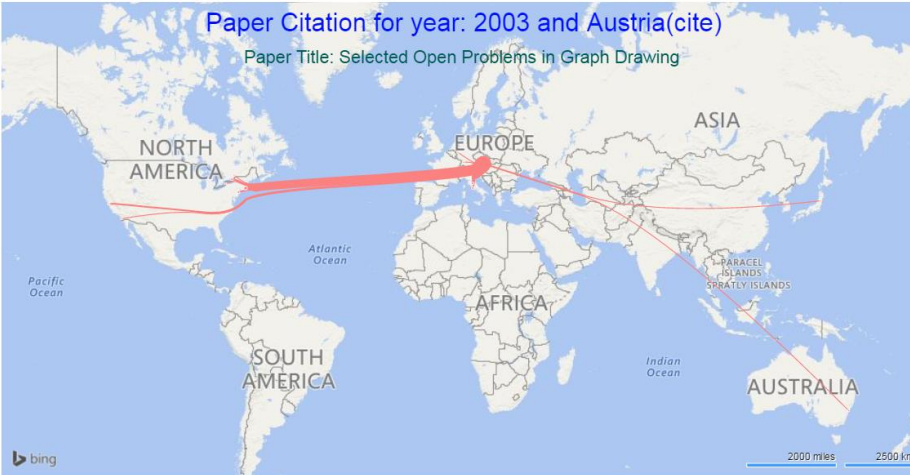 Paper Citation for year: 2003 and Austria(cite)
Paper Title: Selected Open Problems in Graph Drawing
ASIA
EUROPE
NORTH
AMERICA
Atlantic
Ocean
PARACEL
ISLANDS
SPRATLY ISLANDS
Pacific
Ocean
AFRICA
SOUTH
AMERICA
Indian
Ocean
AUSTRALIA
bing
2000 miles
2500 km